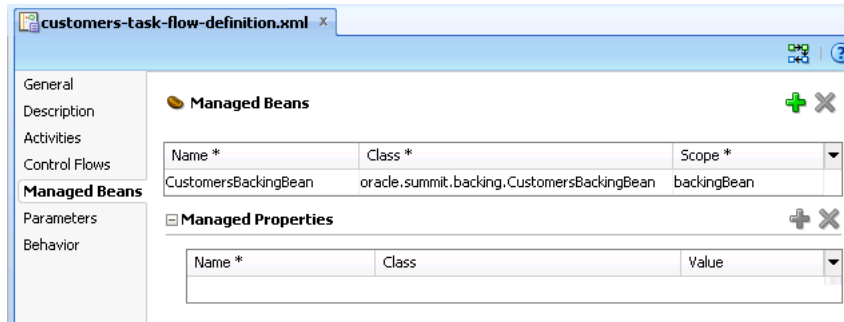 customers-task-flow-definition.xml x
General
Description
Activities
Control Flows
Managed Beans
Parameters
Behavior
Managed Beans
Name * Class * Scope *
CustomersBackingBean oracle.summit.backing.CustomersBackingBean backingBean
Managed Properties
Name * Class Value